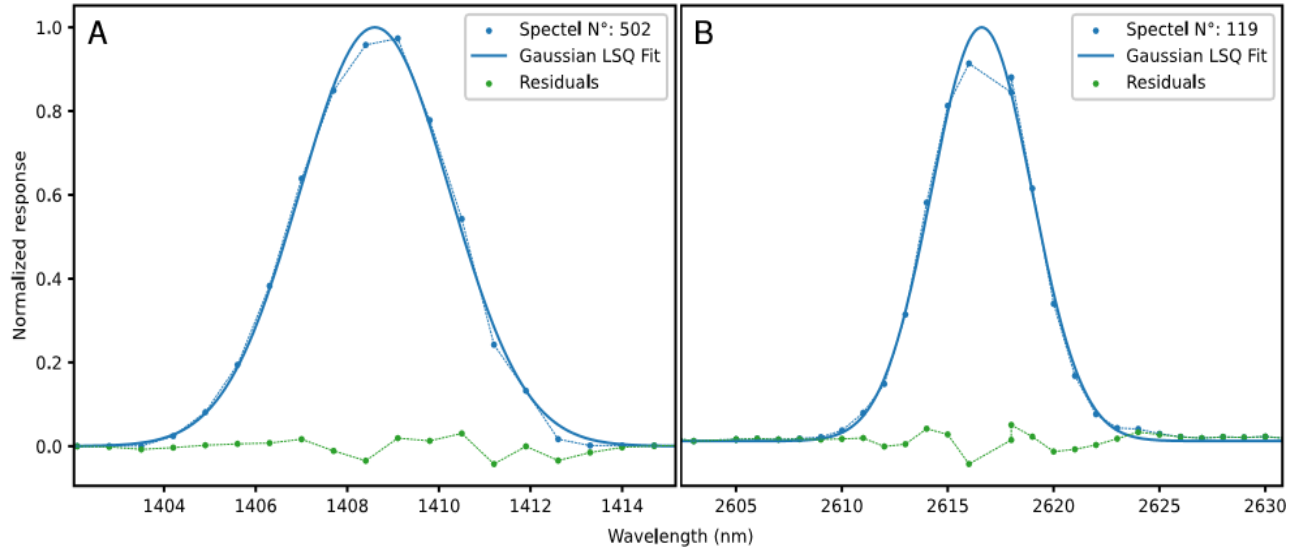 A
Spectel N°: 502
Gaussian LSQ Fit
Residuals
B
Spectel N°: 119
Gaussian LSQ Fit
Residuals
Normalized response
1.0
0.8
0.6
0.4
0.2
0.0
1404 1406 1408 1410 1412 1414
2605 2610 2615 2620 2625 2630
Wavelength (nm)